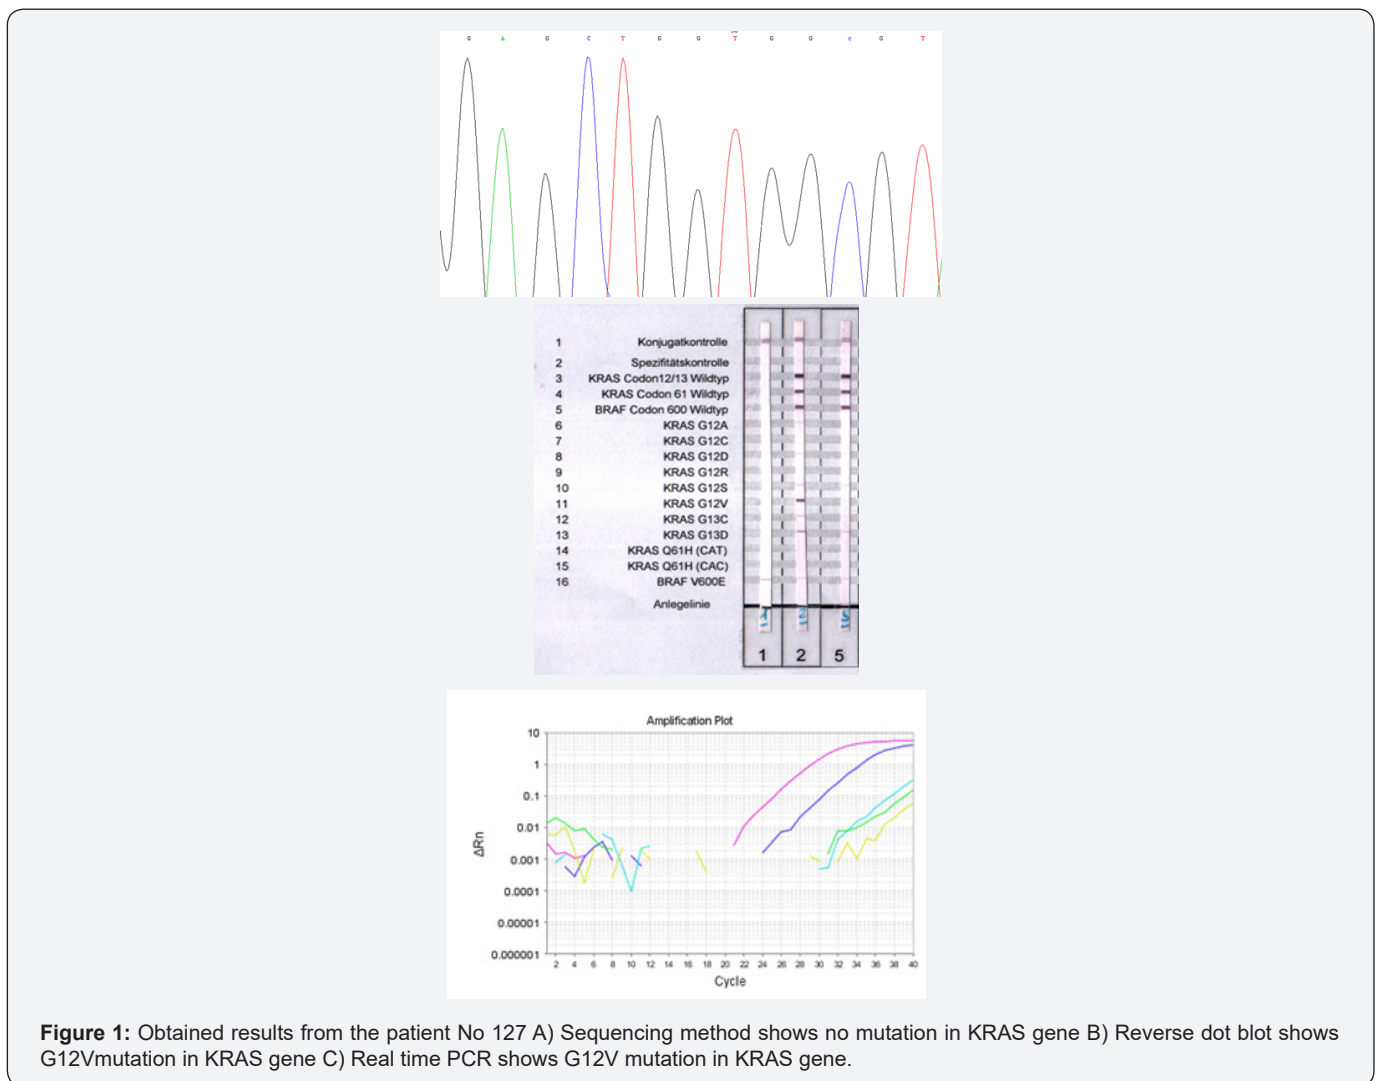 G A G C T G G T G G c G T
1 Konjugatkontrolle
2 Spezifitätskontrolle
3 KRAS Codon12/13 Wildtyp
4 KRAS Codon 61 Wildtyp
5 BRAF Codon 600 Wildtyp
6 KRAS G12A
7 KRAS G12C
8 KRAS G12D
9 KRAS G12R
10 KRAS G12S
11 KRAS G12V
12 KRAS G13C
13 KRAS G13D
14 KRAS Q61H (CAT)
15 KRAS Q61H (CAC)
16 BRAF V600E
Anlegelinie
1 2 5
Amplification Plot
10
1
0.1
0.01
0.001
0.0001
0.00001
0.000001
ΔRn
2 4 6 8 10 12 14 16 18 20 22 24 26 28 30 32 34 36 38 40
Cycle
Figure 1: Obtained results from the patient No 127 A) Sequencing method shows no mutation in KRAS gene B) Reverse dot blot shows
G12Vmutation in KRAS gene C) Real time PCR shows G12V mutation in KRAS gene.